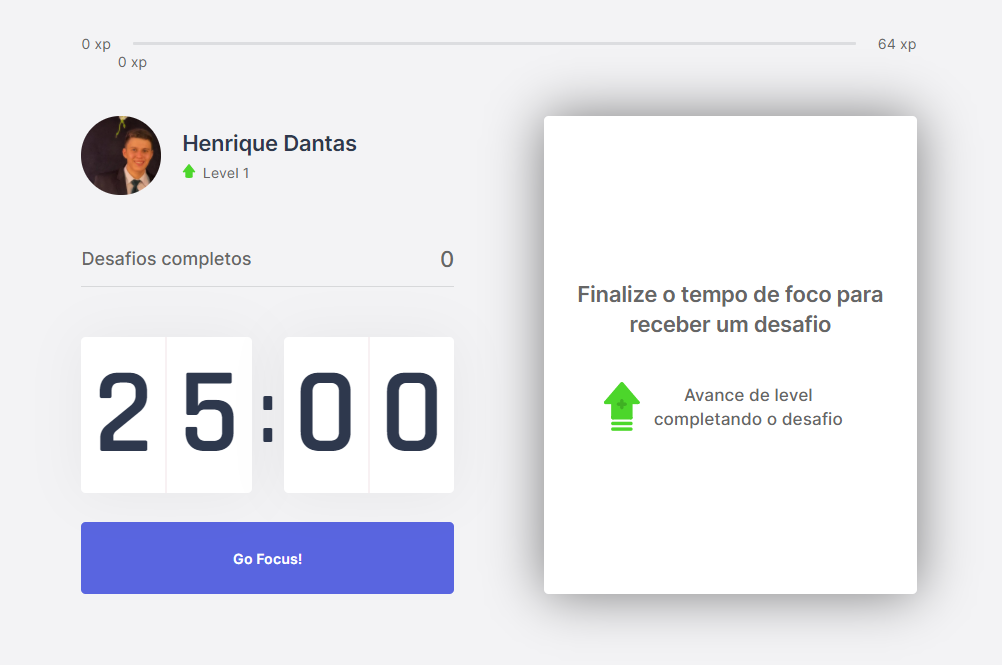 0 xp
64 xp
0 xp
Henrique Dantas
Level 1
Desafios completos
0
25:00
Go Focus!
Finalize o tempo de foco para
receber um desafio
Avance de level
completando o desafio